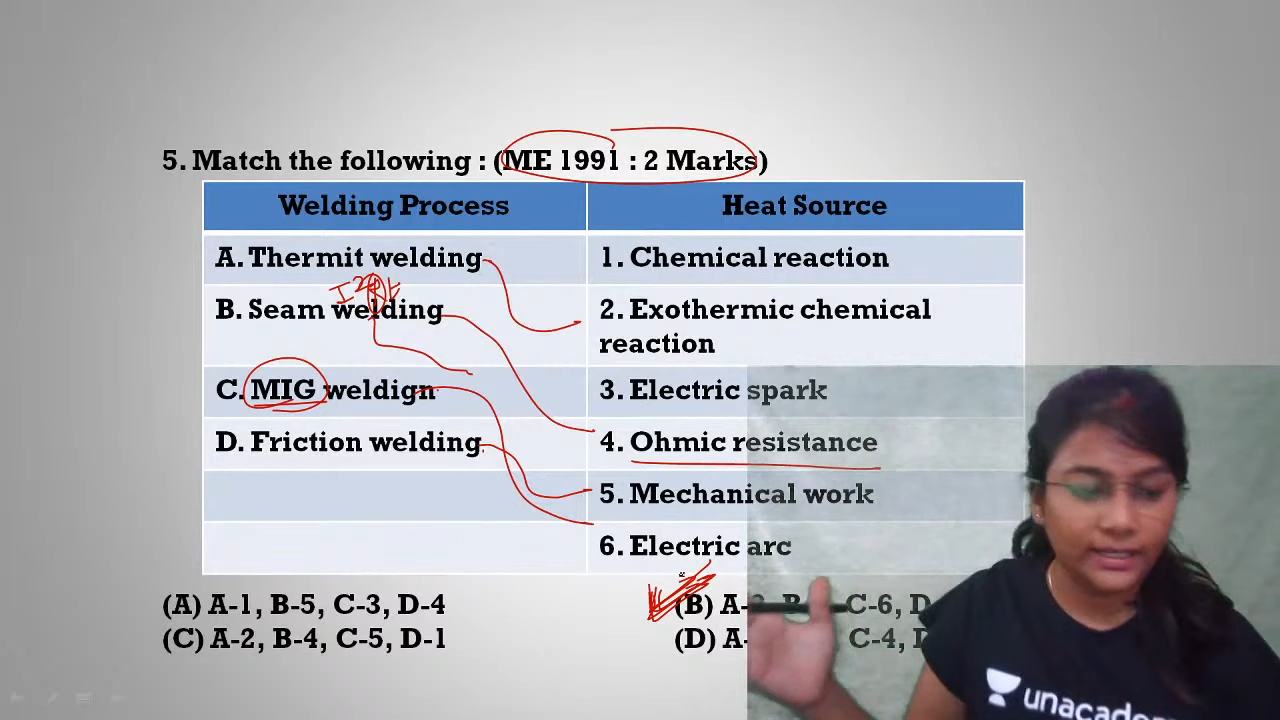 5. Match the following : (ME 1991 : 2 Marks)
Welding Process Heat Source
A. Thermit welding 1. Chemical reaction
I²Rt
B. Seam welding 2. Exothermic chemical
reaction
C. MIG weldign 3. Electric spark
D. Friction welding 4. Ohmic resistance
5. Mechanical work
6. Electric arc
(A) A-1, B-5, C-3, D-4 (B) A- C-6,
(C) A-2, B-4, C-5, D-1 (D) A- C-4,
unacademy